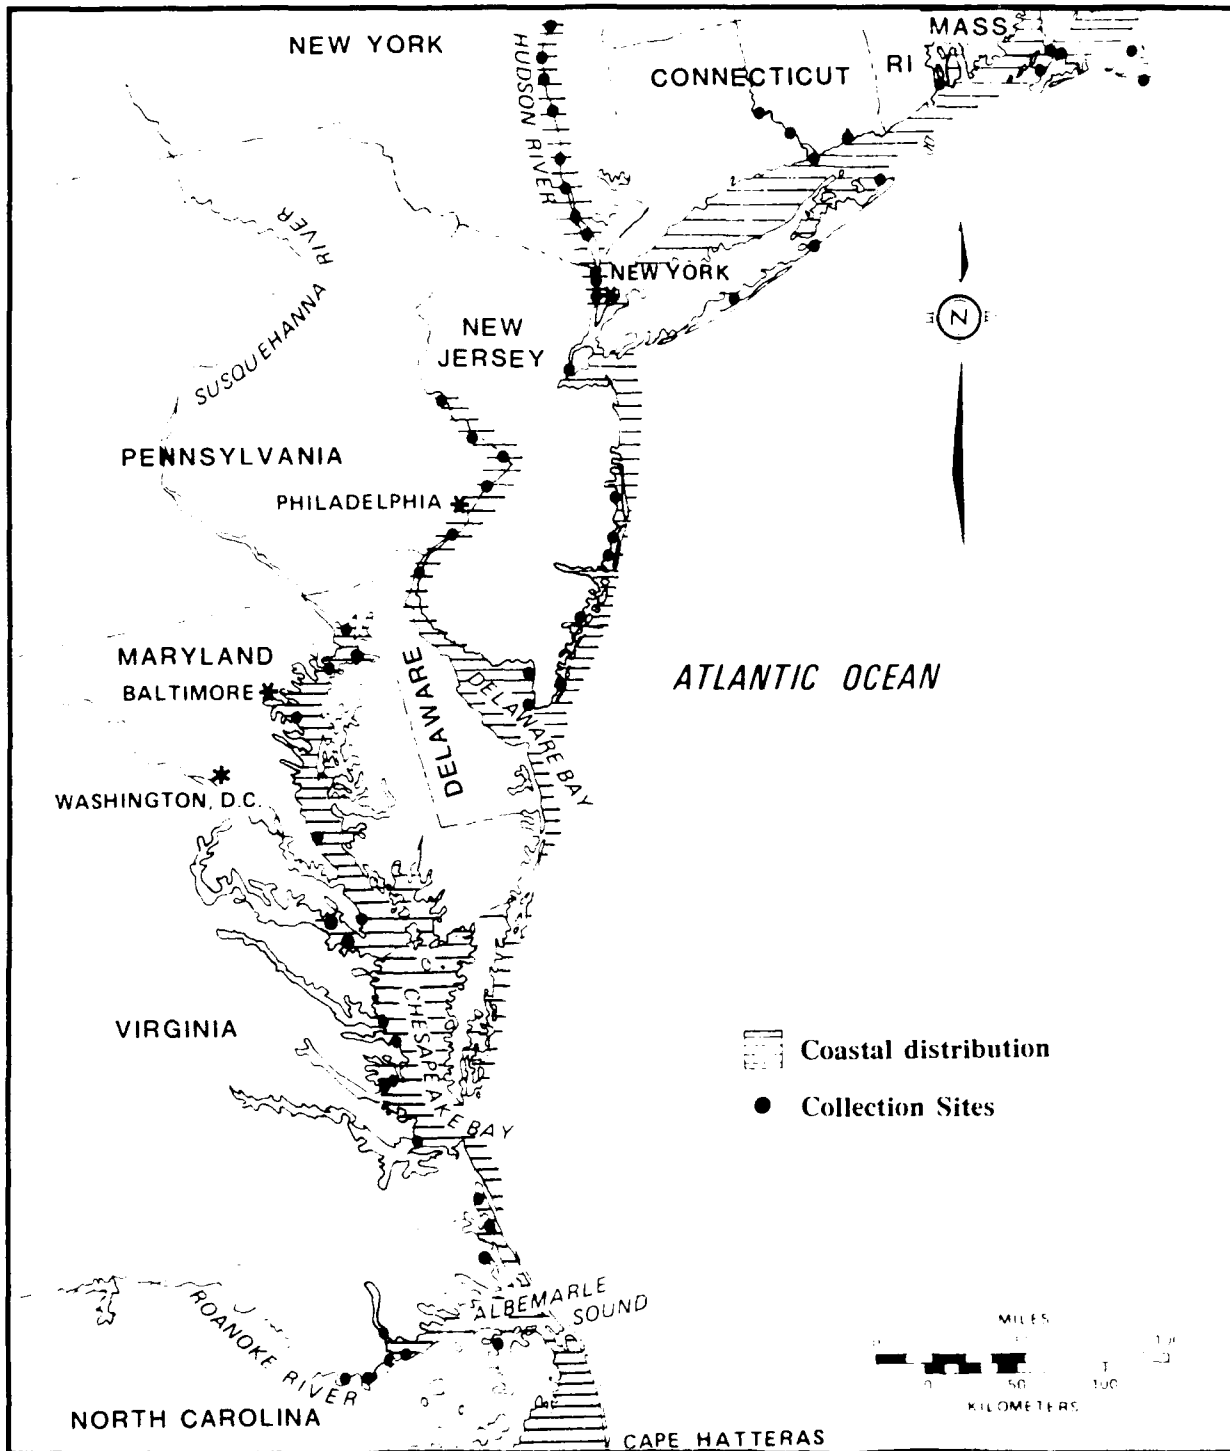 MASS
NEW YORK
RI
CONNECTICUT
HUDSON RIVER
SUSQUEHANNA RIVER
NEW YORK
N
NEW
JERSEY
PENNSYLVANIA
PHILADELPHIA
MARYLAND
BALTIMORE
DELAWARE
DELAWARE BAY
ATLANTIC OCEAN
WASHINGTON, D.C.
VIRGINIA
CHESAPEAKE BAY
Coastal distribution
Collection Sites
ALBEMARLE
SOUND
ROANOKE RIVER
MILES
0 50 100
KILOMETERS
NORTH CAROLINA
CAPE HATTERAS